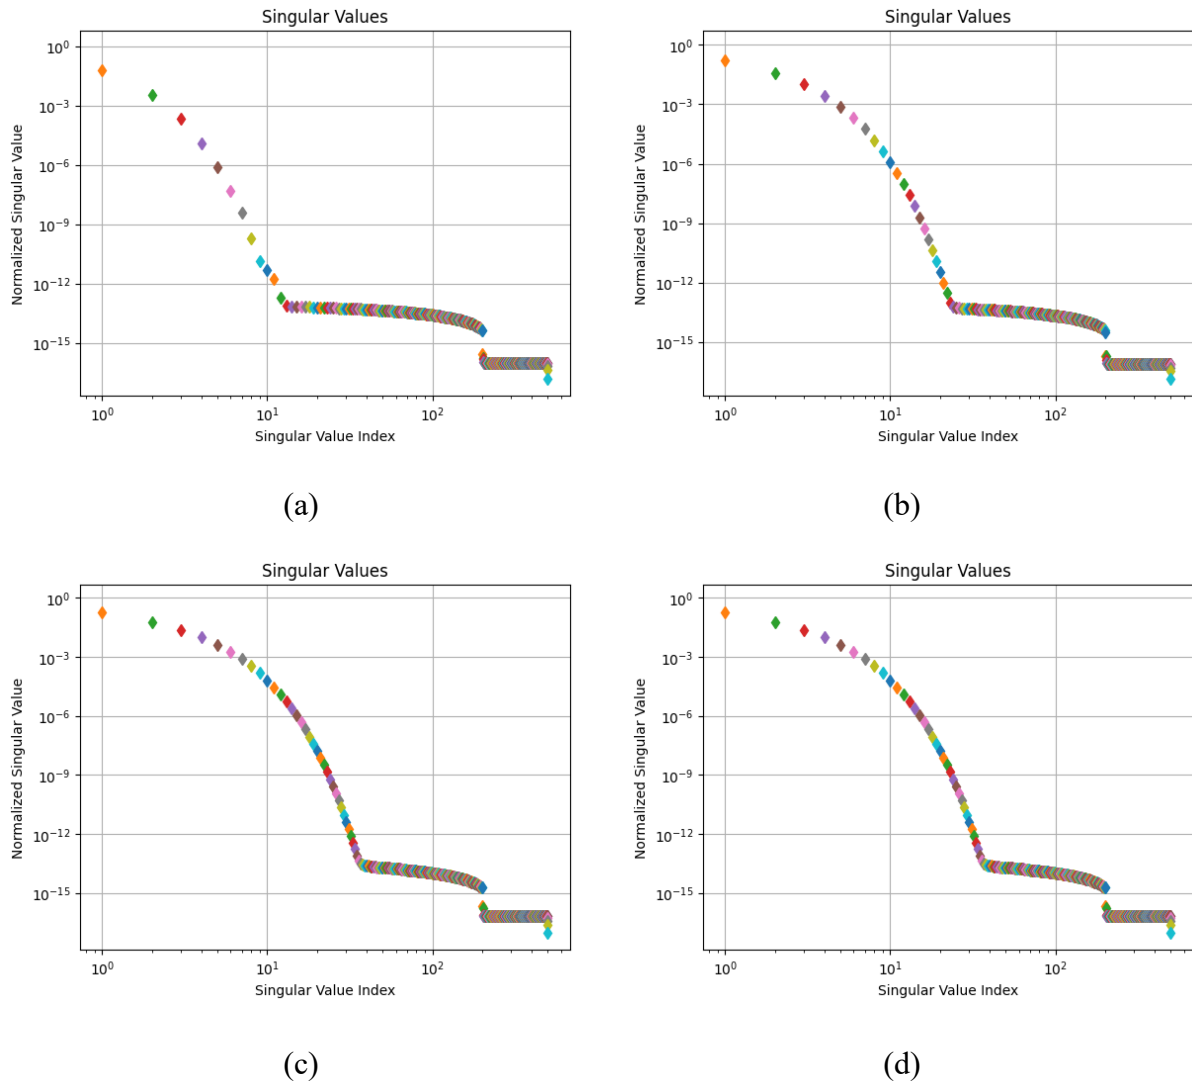 Singular Values
Normalized Singular Value
10^0
10^-3
10^-6
10^-9
10^-12
10^-15
10^0 10^1 10^2
Singular Value Index
(a)
Singular Values
Normalized Singular Value
10^0
10^-3
10^-6
10^-9
10^-12
10^-15
10^0 10^1 10^2
Singular Value Index
(b)
Singular Values
Normalized Singular Value
10^0
10^-3
10^-6
10^-9
10^-12
10^-15
10^0 10^1 10^2
Singular Value Index
(c)
Singular Values
Normalized Singular Value
10^0
10^-3
10^-6
10^-9
10^-12
10^-15
10^0 10^1 10^2
Singular Value Index
(d)